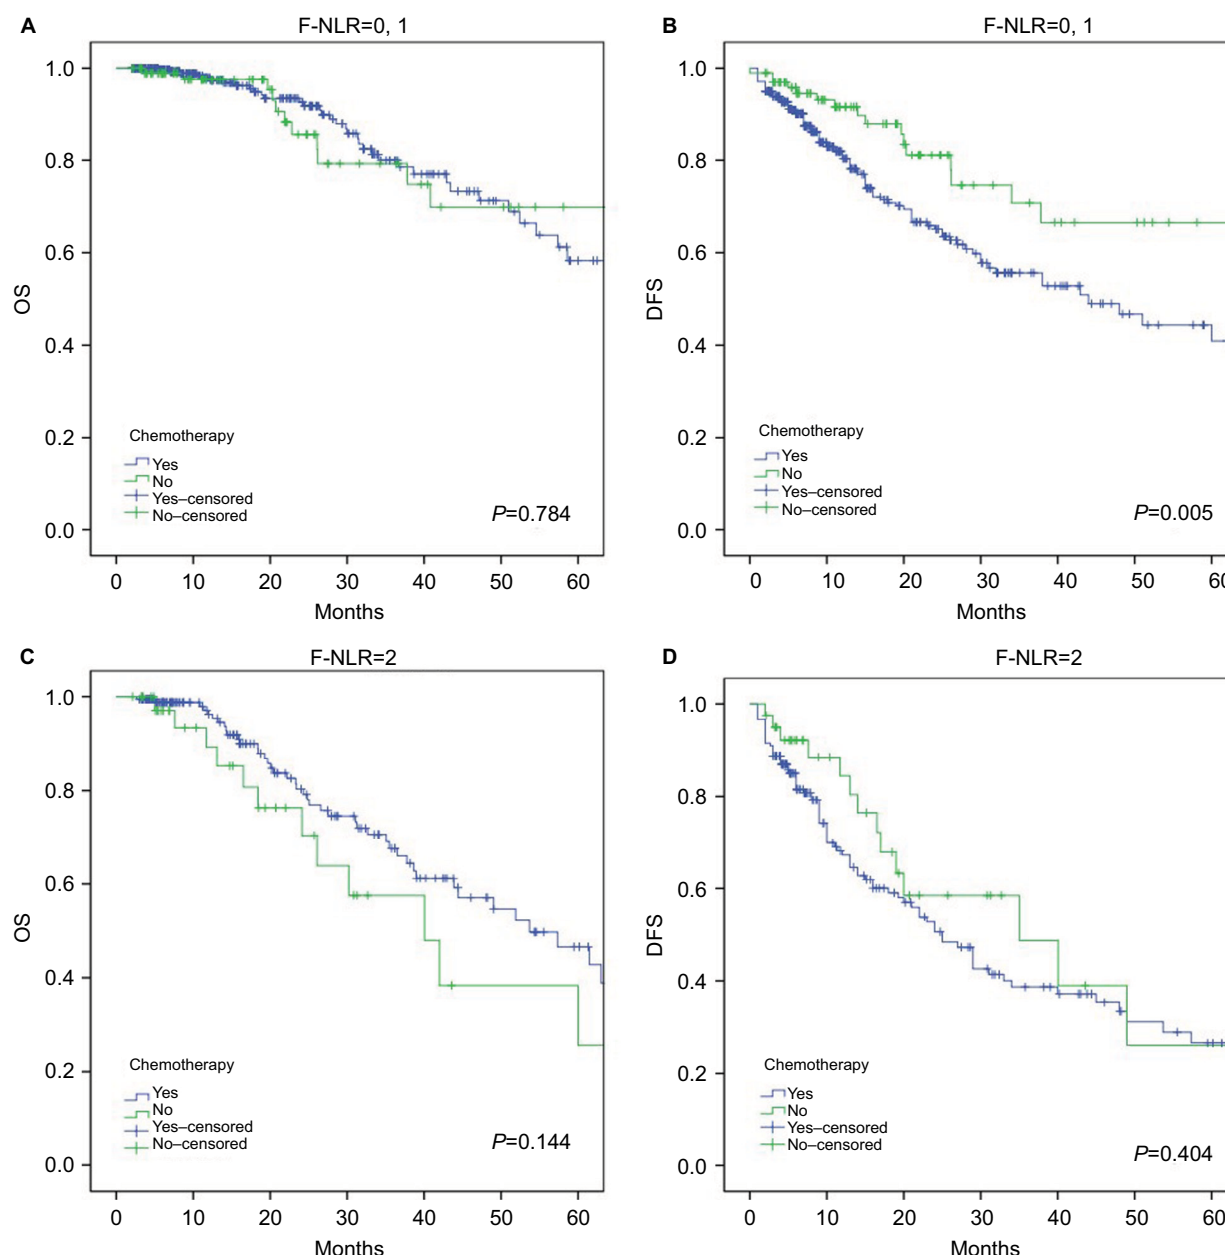 A
F-NLR=0, 1
1.0
0.8
0.6
0.4
0.2
0.0
OS
Chemotherapy
Yes
No
Yes–censored
No–censored
P=0.784
0 10 20 30 40 50 60
Months
B
F-NLR=0, 1
1.0
0.8
0.6
0.4
0.2
0.0
DFS
Chemotherapy
Yes
No
Yes–censored
No–censored
P=0.005
0 10 20 30 40 50 60
Months
C
F-NLR=2
1.0
0.8
0.6
0.4
0.2
0.0
OS
Chemotherapy
Yes
No
Yes–censored
No–censored
P=0.144
0 10 20 30 40 50 60
Months
D
F-NLR=2
1.0
0.8
0.6
0.4
0.2
0.0
DFS
Chemotherapy
Yes
No
Yes–censored
No–censored
P=0.404
0 10 20 30 40 50 60
Months